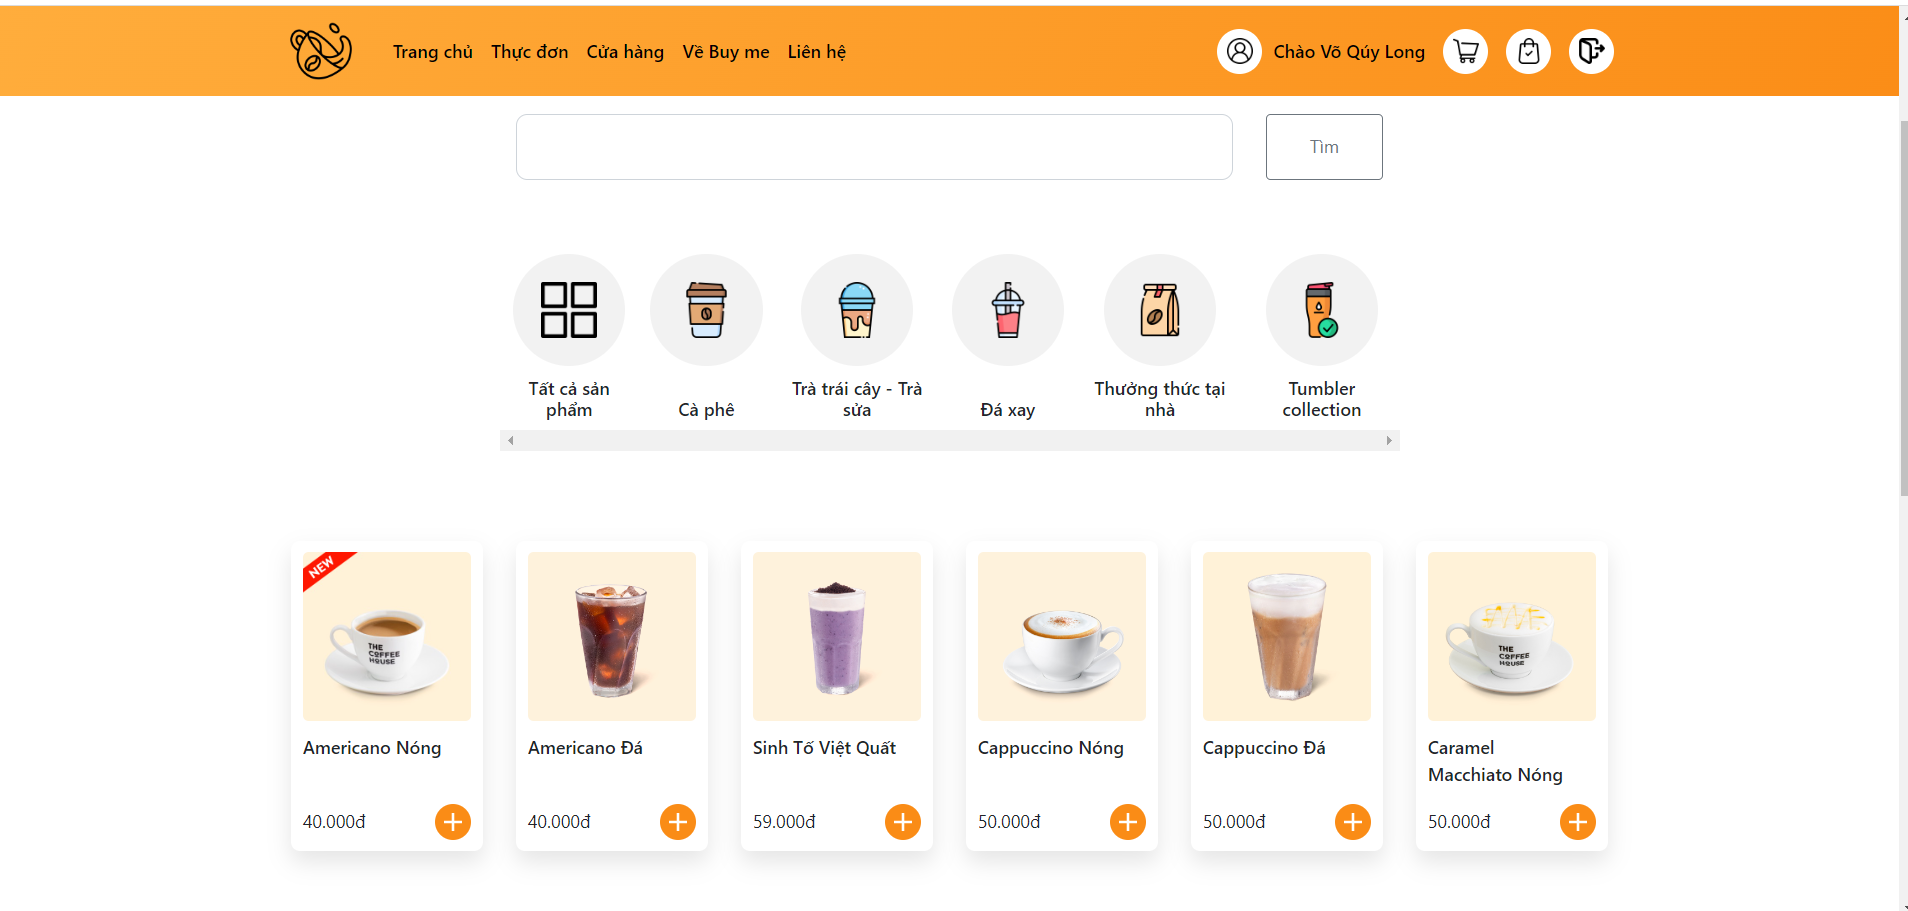 Trang chủ Thực đơn Cửa hàng Về Buy me Liên hệ Chào Võ Qúy Long
Tìm
Tất cả sản
phẩm
Cà phê
Trà trái cây - Trà
sửa
Đá xay
Thưởng thức tại
nhà
Tumbler
collection
NEW
THE
COFFEE
HOUSE
Americano Nóng
40.000đ
Americano Đá
40.000đ
Sinh Tố Việt Quất
59.000đ
Cappuccino Nóng
50.000đ
Cappuccino Đá
50.000đ
THE
COFFEE
HOUSE
Caramel
Macchiato Nóng
50.000đ